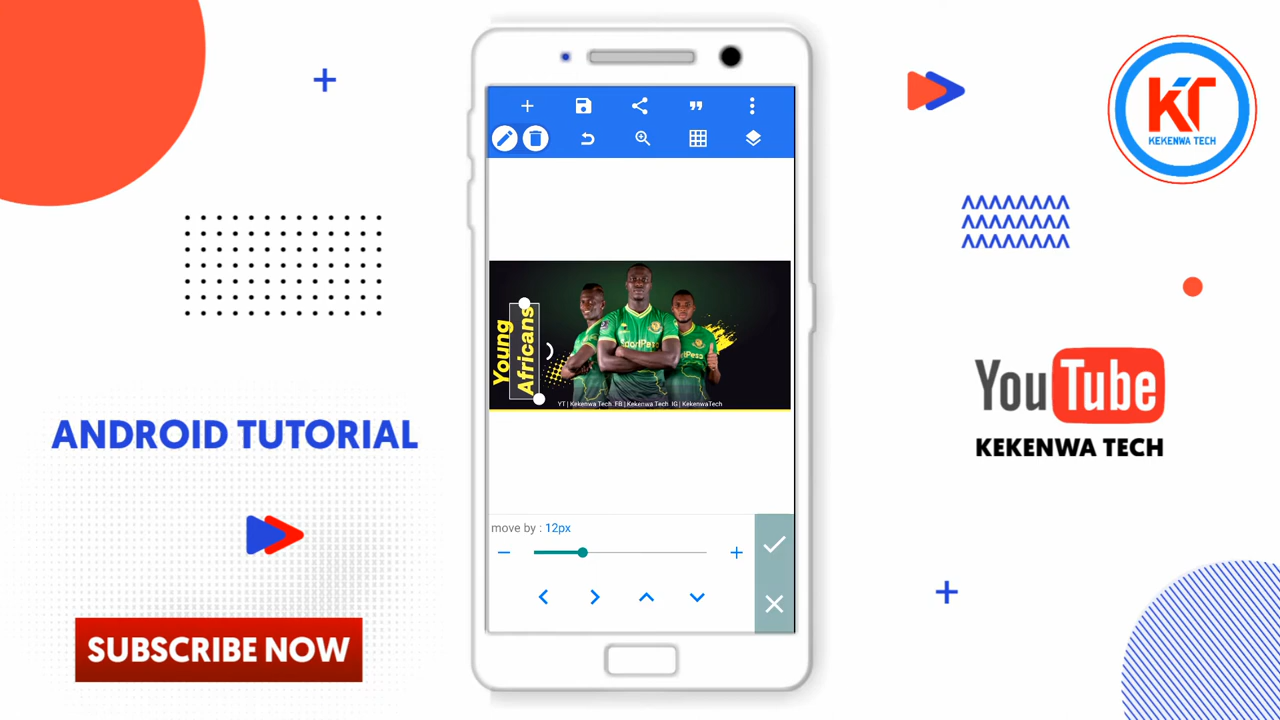 KT
KEKENWA TECH
Young
Africans
SportPesa
YT | Kekenwa Tech FB | Kekenwa Tech IG | KekenwaTech
ANDROID TUTORIAL
YouTube
KEKENWA TECH
move by : 12px
SUBSCRIBE NOW